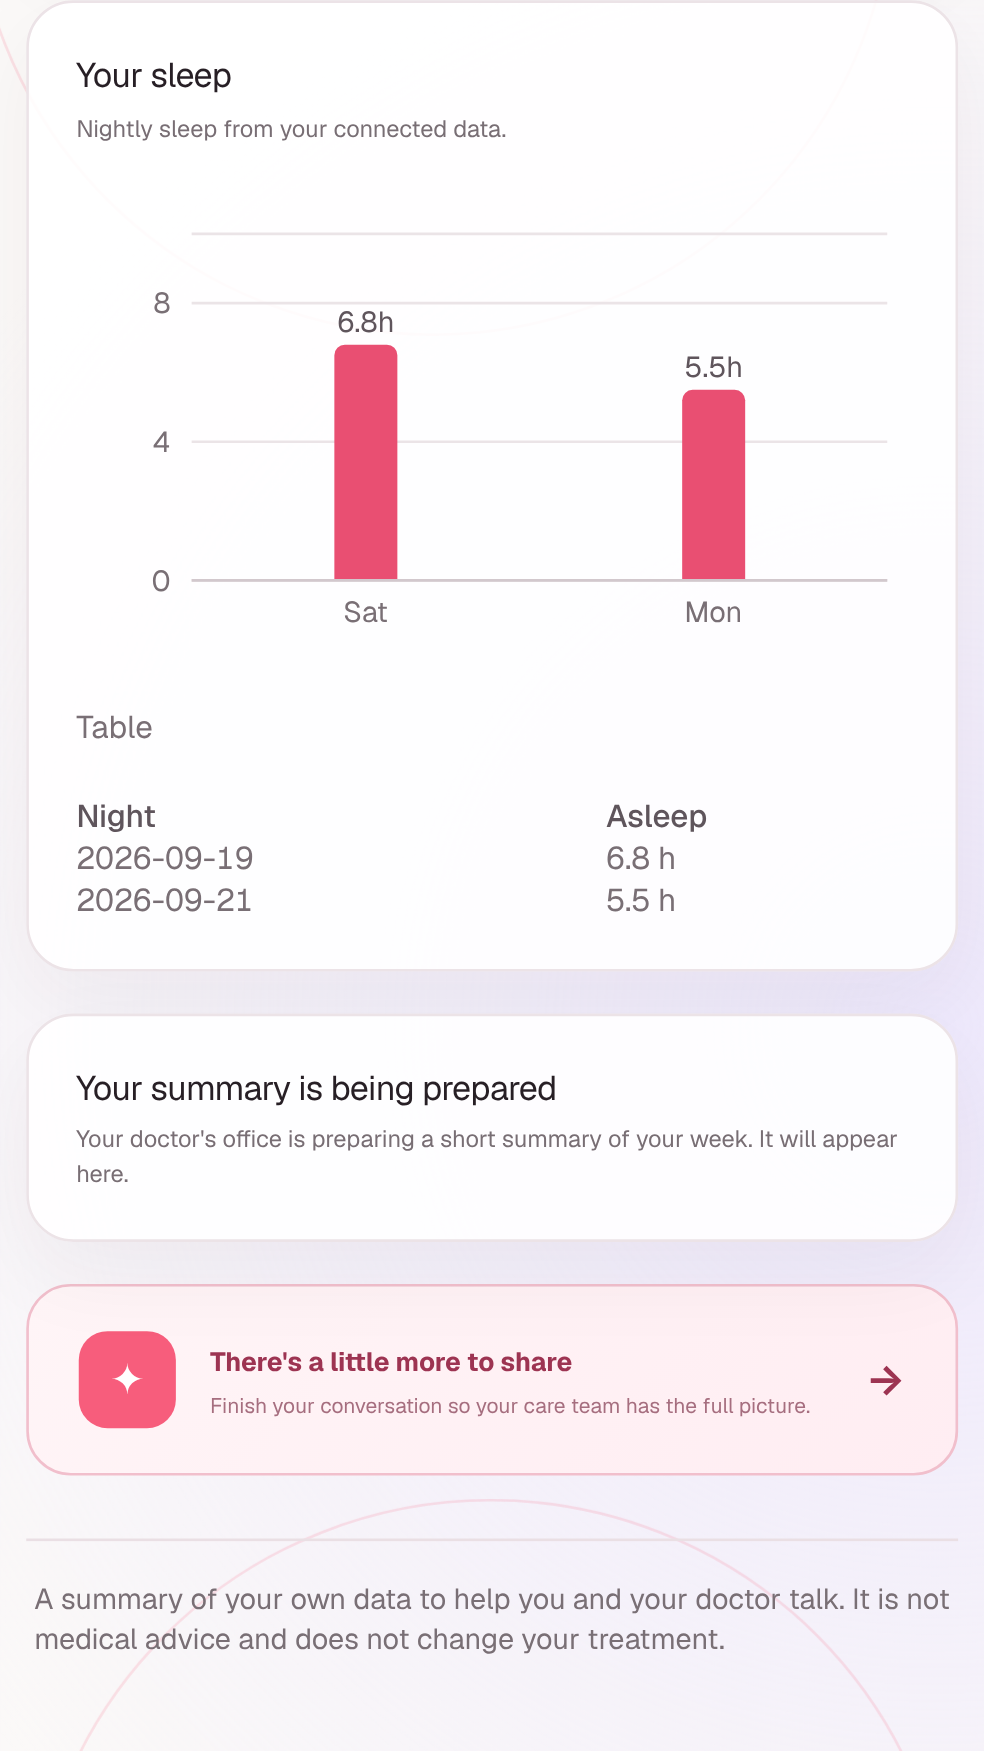 Your sleep
Nightly sleep from your connected data.
8
6.8h
5.5h
4
0
Sat Mon
Table
Night Asleep
2026-09-19 6.8 h
2026-09-21 5.5 h
Your summary is being prepared
Your doctor's office is preparing a short summary of your week. It will appear
here.
There's a little more to share
Finish your conversation so your care team has the full picture.
A summary of your own data to help you and your doctor talk. It is not
medical advice and does not change your treatment.